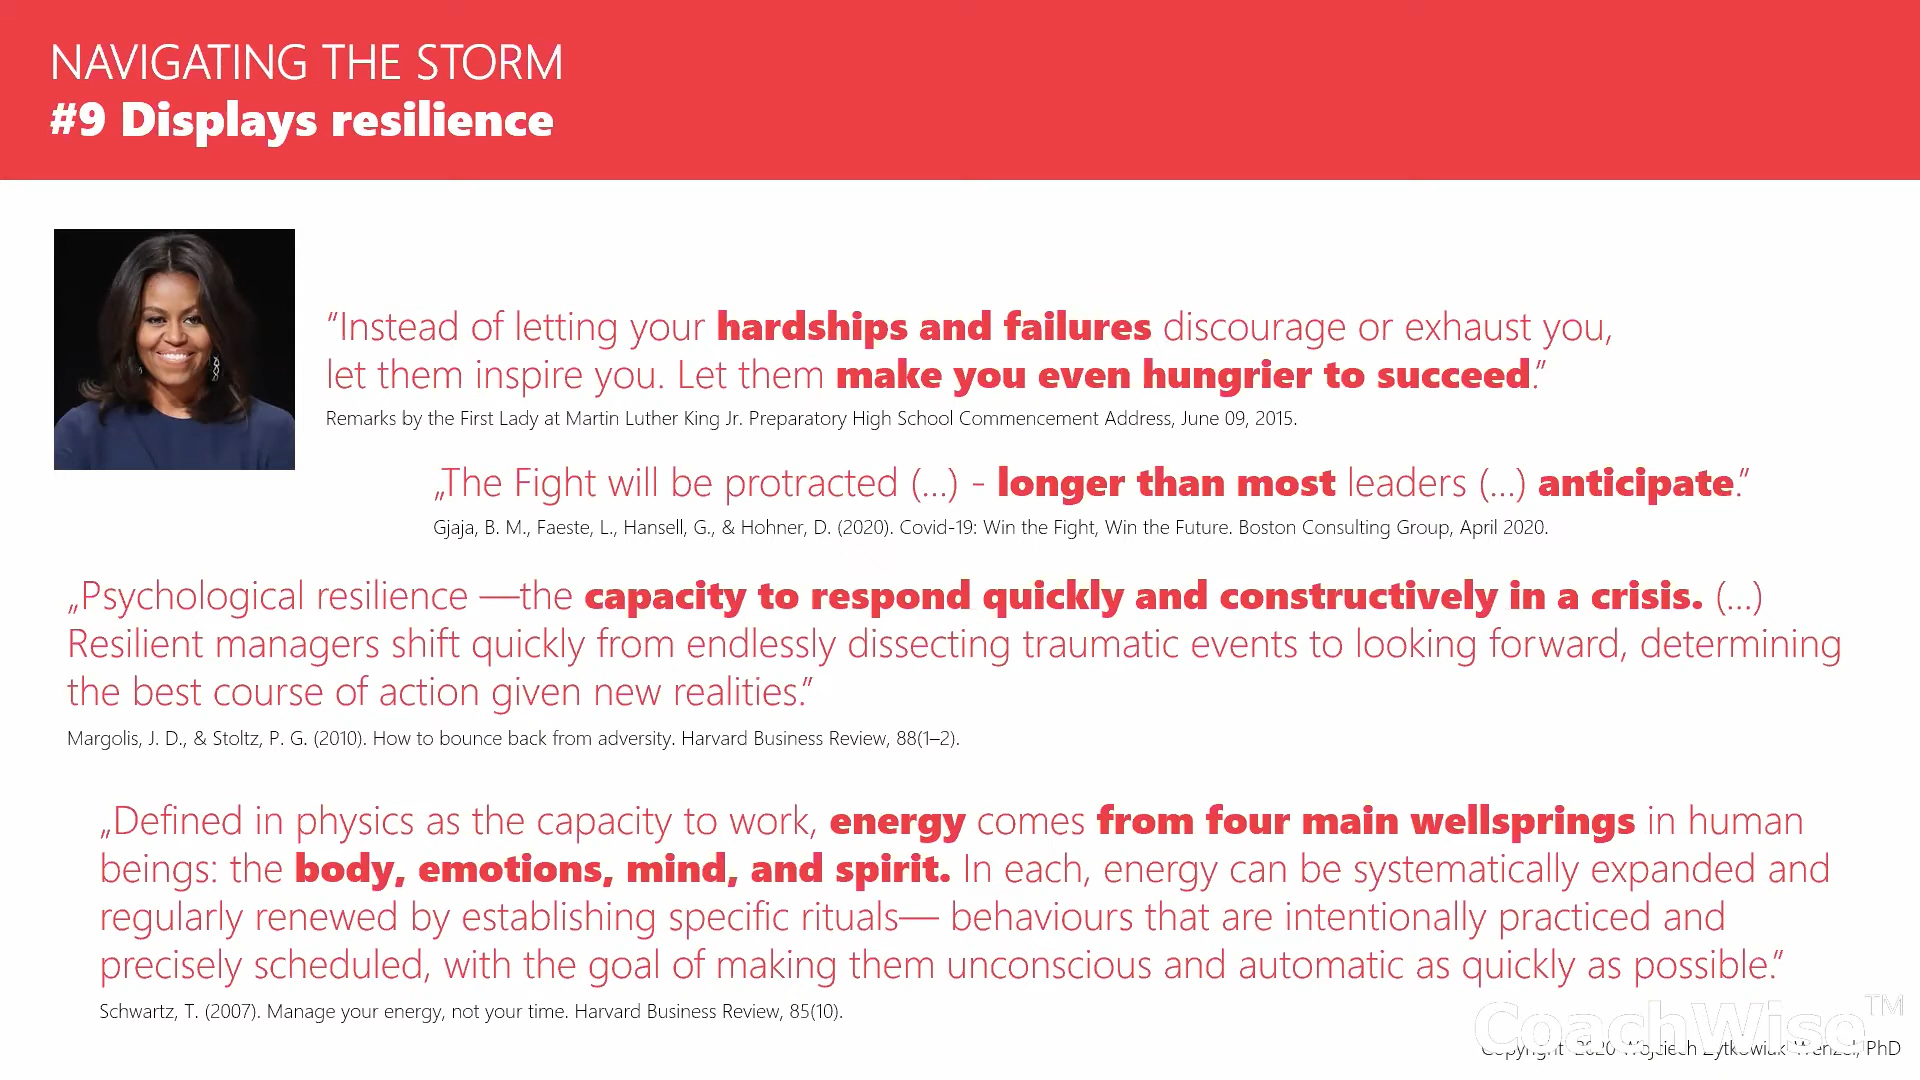 NAVIGATING THE STORM
#9 Displays resilience
“Instead of letting your hardships and failures discourage or exhaust you,
let them inspire you. Let them make you even hungrier to succeed.”
Remarks by the First Lady at Martin Luther King Jr. Preparatory High School Commencement Address, June 09, 2015.
„The Fight will be protracted (...) - longer than most leaders (...) anticipate.”
Gjaja, B. M., Faeste, L., Hansell, G., & Hohner, D. (2020). Covid-19: Win the Fight, Win the Future. Boston Consulting Group, April 2020.
„Psychological resilience —the capacity to respond quickly and constructively in a crisis. (...)
Resilient managers shift quickly from endlessly dissecting traumatic events to looking forward, determining
the best course of action given new realities.”
Margolis, J. D., & Stoltz, P. G. (2010). How to bounce back from adversity. Harvard Business Review, 88(1–2).
„Defined in physics as the capacity to work, energy comes from four main wellsprings in human
beings: the body, emotions, mind, and spirit. In each, energy can be systematically expanded and
regularly renewed by establishing specific rituals— behaviours that are intentionally practiced and
precisely scheduled, with the goal of making them unconscious and automatic as quickly as possible.”
Schwartz, T. (2007). Manage your energy, not your time. Harvard Business Review, 85(10).
CoachWise™
Copyright 2020 Wojciech Zytkowiak-Wenzel, PhD